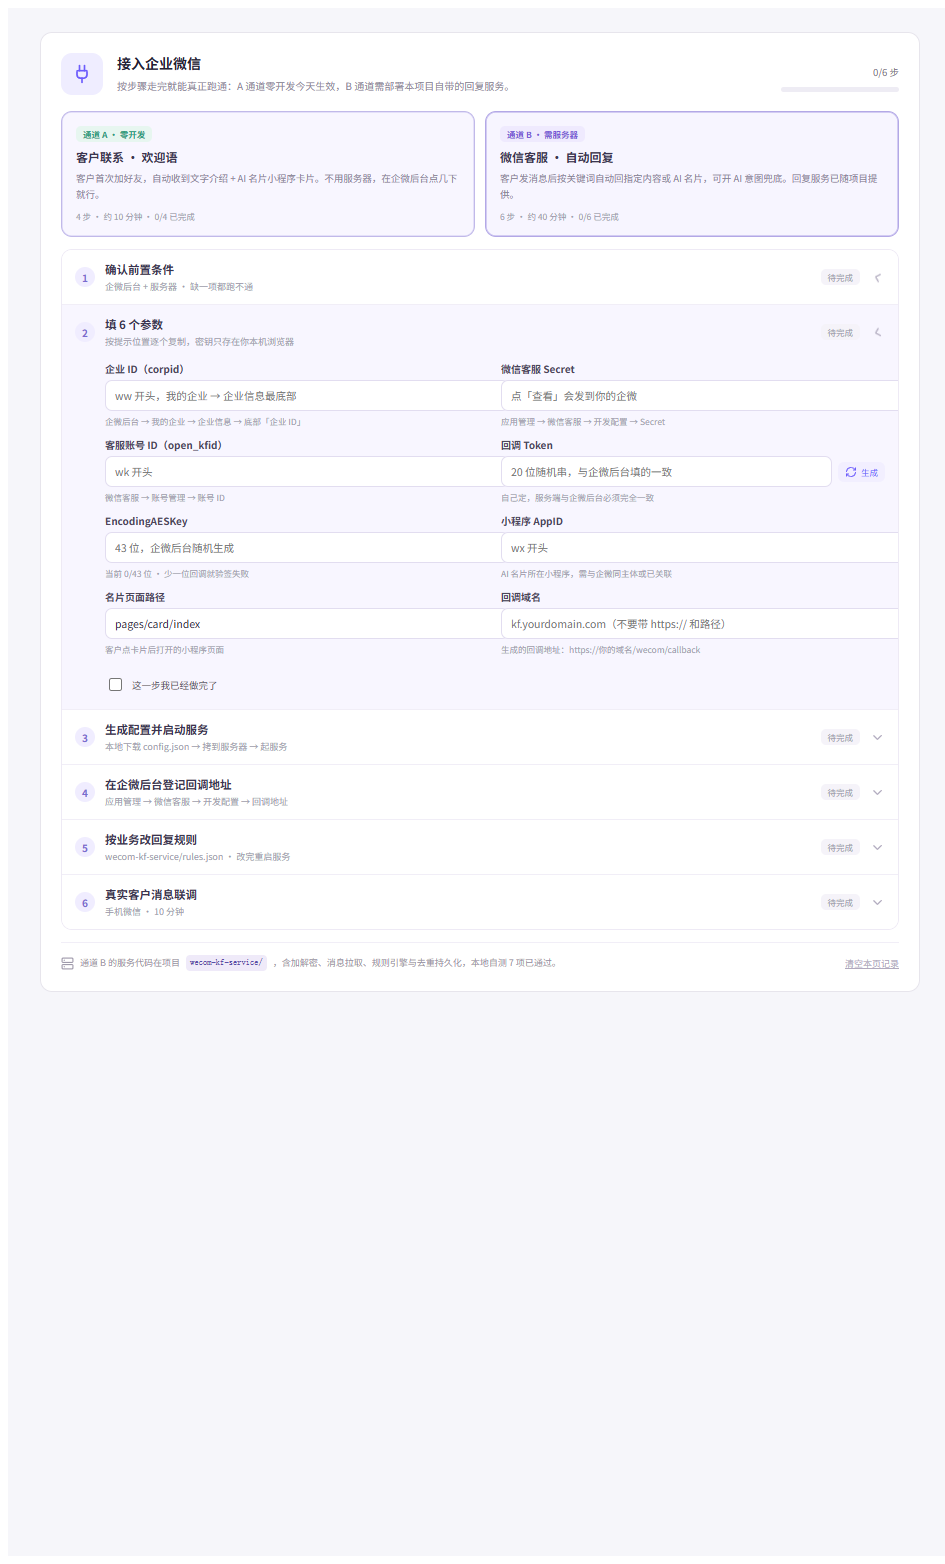 接入企业微信
按步骤走完就能真正跑通：A 通道零开发今天生效，B 通道需部署本项目自带的回复服务。
0/6 步
通道 A · 零开发
客户联系 · 欢迎语
客户首次加好友，自动收到文字介绍 + AI 名片小程序卡片。不用服务器，在企微后台点几下
就行。
4 步 · 约 10 分钟 · 0/4 已完成
通道 B · 需服务器
微信客服 · 自动回复
客户发消息后按关键词自动回指定内容或 AI 名片，可开 AI 意图兜底。回复服务已随项目提
供。
6 步 · 约 40 分钟 · 0/6 已完成
1
确认前置条件
企微后台 + 服务器 · 缺一项都跑不通
待完成
2
填 6 个参数
按提示位置逐个复制，密钥只存在你本机浏览器
待完成
企业 ID（corpid）
ww 开头，我的企业 → 企业信息最底部
企微后台 → 我的企业 → 企业信息 → 底部「企业 ID」
微信客服 Secret
点「查看」会发到你的企微
应用管理 → 微信客服 → 开发配置 → Secret
客服账号 ID（open_kfid）
wk 开头
微信客服 → 账号管理 → 账号 ID
回调 Token
20 位随机串，与企微后台填的一致
生成
自己定，服务端与企微后台必须完全一致
EncodingAESKey
43 位，企微后台随机生成
当前 0/43 位 · 少一位回调就验签失败
小程序 AppID
wx 开头
AI 名片所在小程序，需与企微同主体或已关联
名片页面路径
pages/card/index
客户点卡片后打开的小程序页面
回调域名
kf.yourdomain.com（不要带 https:// 和路径）
生成的回调地址：https://你的域名/wecom/callback
这一步我已经做完了
3
生成配置并启动服务
本地下载 config.json → 拷到服务器 → 起服务
待完成
4
在企微后台登记回调地址
应用管理 → 微信客服 → 开发配置 → 回调地址
待完成
5
按业务改回复规则
wecom-kf-service/rules.json · 改完重启服务
待完成
6
真实客户消息联调
手机微信 · 10 分钟
待完成
通道 B 的服务代码在项目 wecom-kf-service/ ，含加解密、消息拉取、规则引擎与去重持久化，本地自测 7 项已通过。
清空本页记录